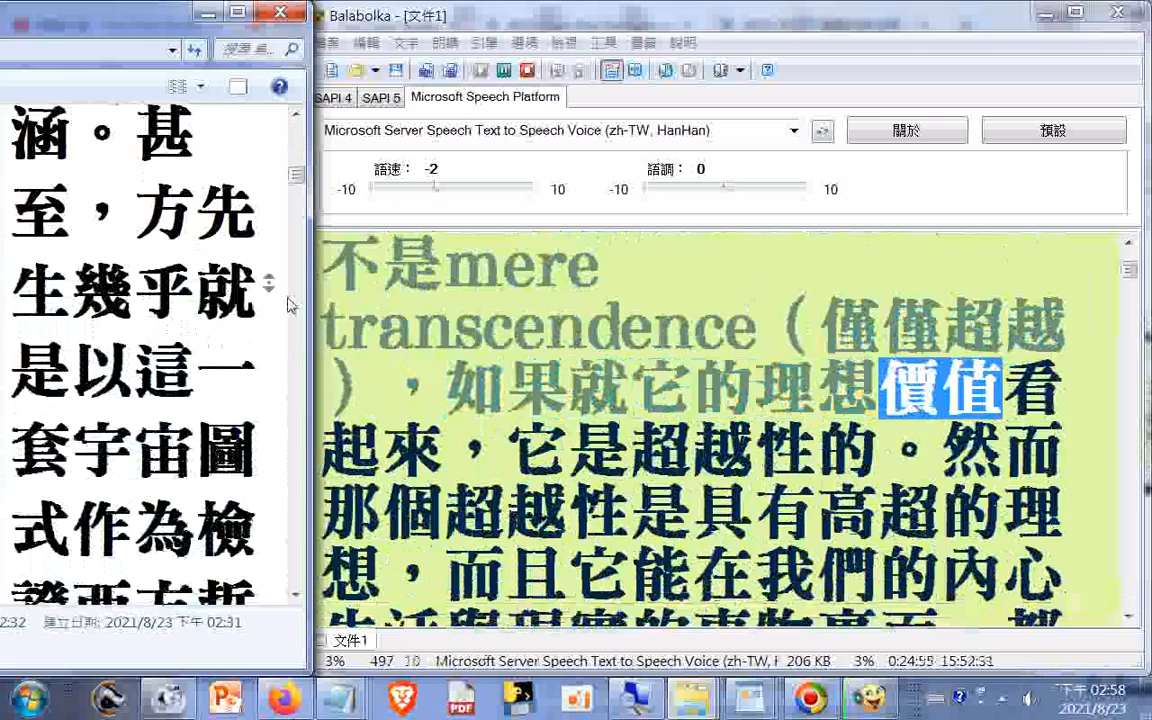 涵。甚
至，方先
生幾乎就
是以這一
套宇宙圖
式作為檢
2:32 建立日期: 2021/8/23 下午 02:31
Balabolka - [文件1]
編輯 文字 朗讀 引擎 選項 檢視 工具 書籤 說明
SAPI 4 SAPI 5 Microsoft Speech Platform
Microsoft Server Speech Text to Speech Voice (zh-TW, HanHan)
關於 預設
語速： -2 語調： 0
-10 10 -10 10
不是mere
transcendence（僅僅超越
），如果就它的理想價值看
起來，它是超越性的。然而
那個超越性是具有高超的理
想，而且它能在我們的內心
文件1
3% 497 10 Microsoft Server Speech Text to Speech Voice (zh-TW, H 206 KB 3% 0:24:55 15:52:31
下午 02:58
2021/8/23